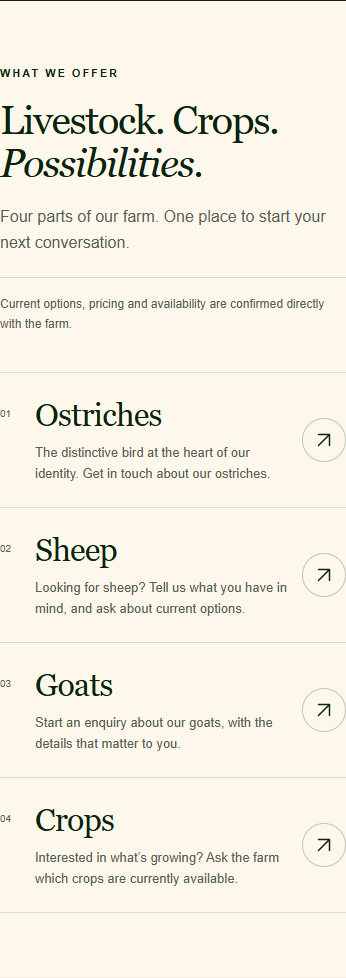 WHAT WE OFFER
Livestock. Crops.
Possibilities.
Four parts of our farm. One place to start your
next conversation.
Current options, pricing and availability are confirmed directly
with the farm.
01
Ostriches
The distinctive bird at the heart of our
identity. Get in touch about our ostriches.
02
Sheep
Looking for sheep? Tell us what you have in
mind, and ask about current options.
03
Goats
Start an enquiry about our goats, with the
details that matter to you.
04
Crops
Interested in what's growing? Ask the farm
which crops are currently available.